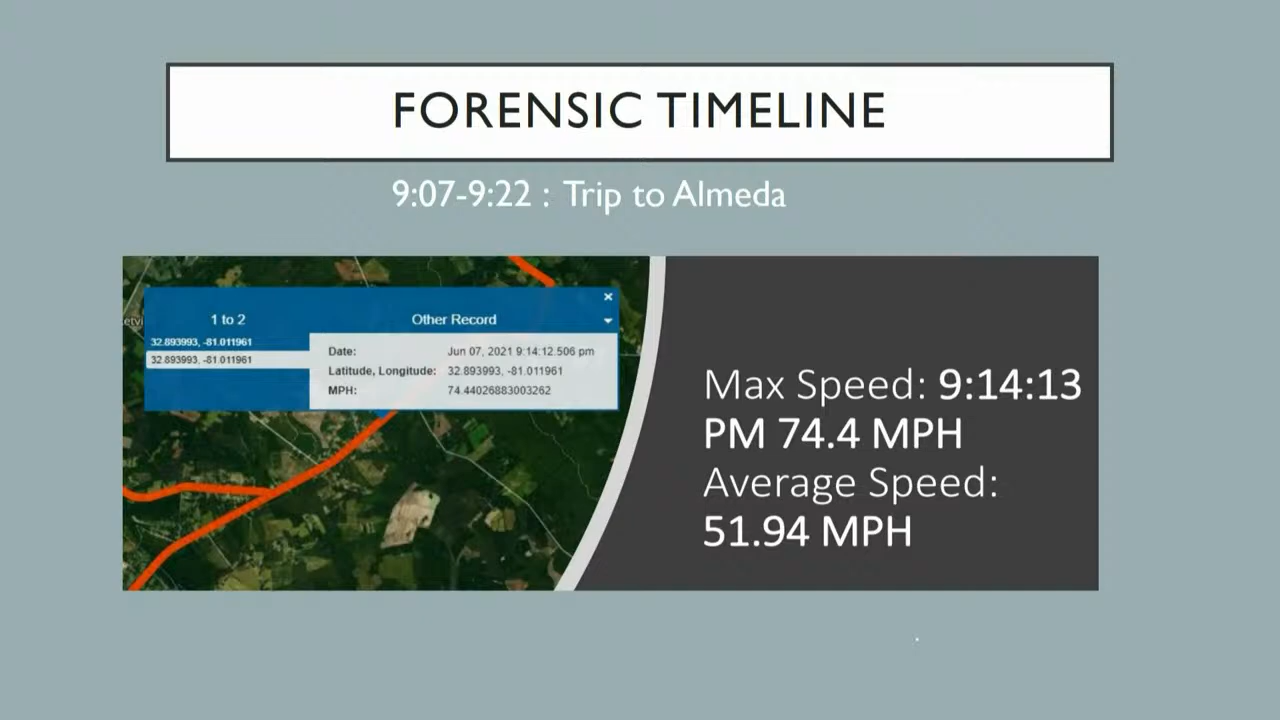 FORENSIC TIMELINE
9:07-9:22 : Trip to Almeda
1 to 2
Other Record
32.893993, -81.011961
32.893993, -81.011961
Date: Jun 07, 2021 9:14:12.506 pm
Latitude, Longitude: 32.893993, -81.011961
MPH: 74.44026883003262
Max Speed: 9:14:13
PM 74.4 MPH
Average Speed:
51.94 MPH